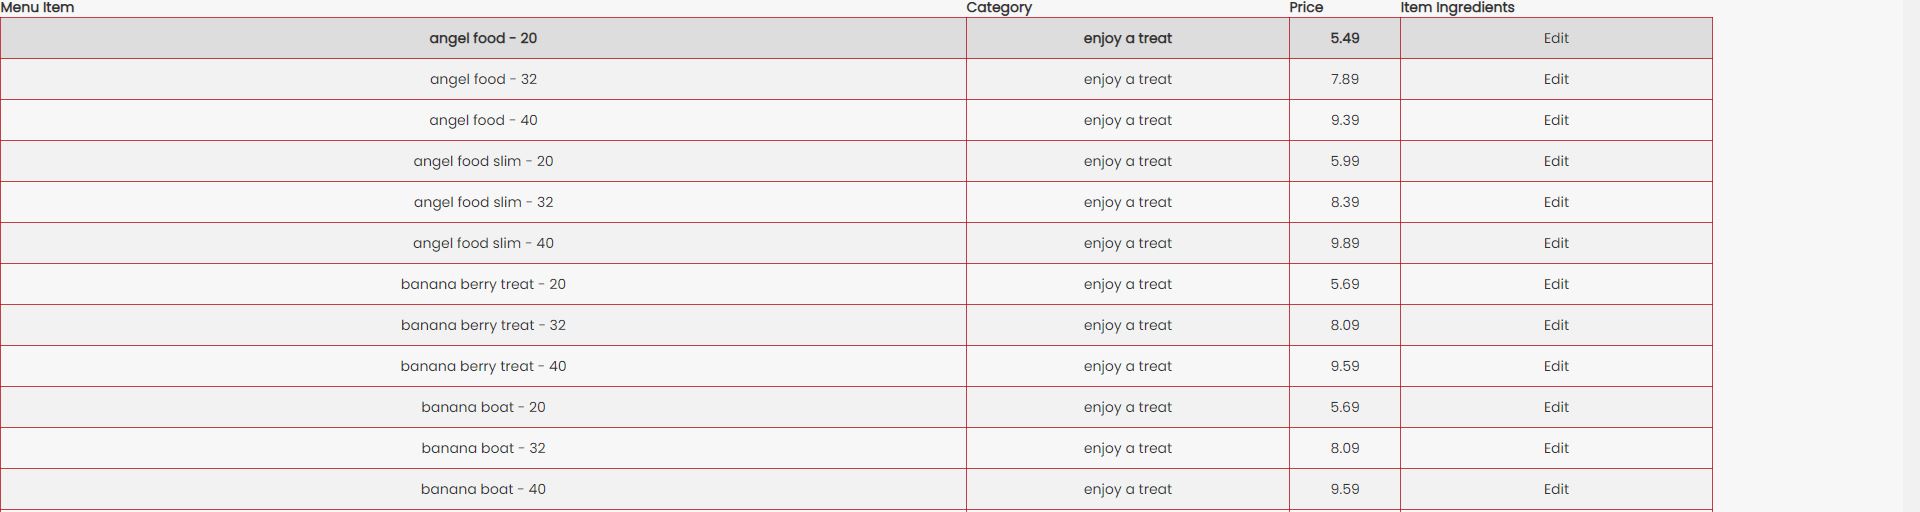 Menu Item Category Price Item Ingredients
angel food - 20 enjoy a treat 5.49 Edit
angel food - 32 enjoy a treat 7.89 Edit
angel food - 40 enjoy a treat 9.39 Edit
angel food slim - 20 enjoy a treat 5.99 Edit
angel food slim - 32 enjoy a treat 8.39 Edit
angel food slim - 40 enjoy a treat 9.89 Edit
banana berry treat - 20 enjoy a treat 5.69 Edit
banana berry treat - 32 enjoy a treat 8.09 Edit
banana berry treat - 40 enjoy a treat 9.59 Edit
banana boat - 20 enjoy a treat 5.69 Edit
banana boat - 32 enjoy a treat 8.09 Edit
banana boat - 40 enjoy a treat 9.59 Edit